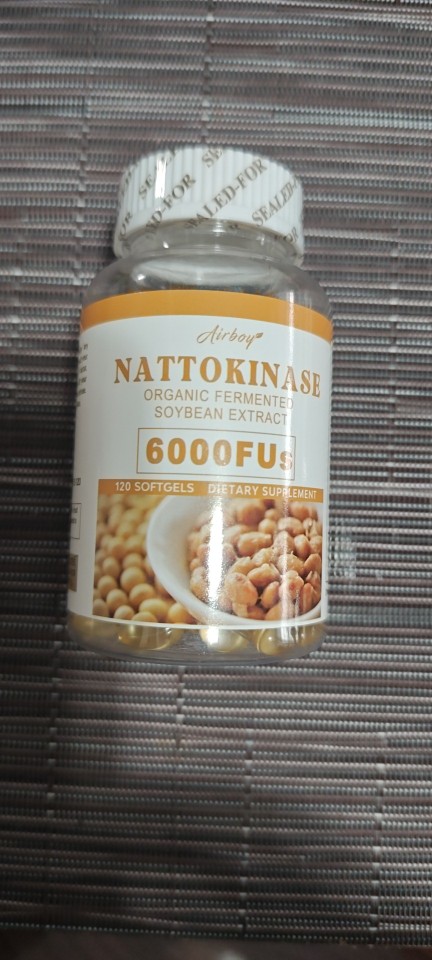 SEALED-FOR
Airboy
NATTOKINASE
ORGANIC FERMENTED
SOYBEAN EXTRACT
6000FUs
120 SOFTGELS DIETARY SUPPLEMENT